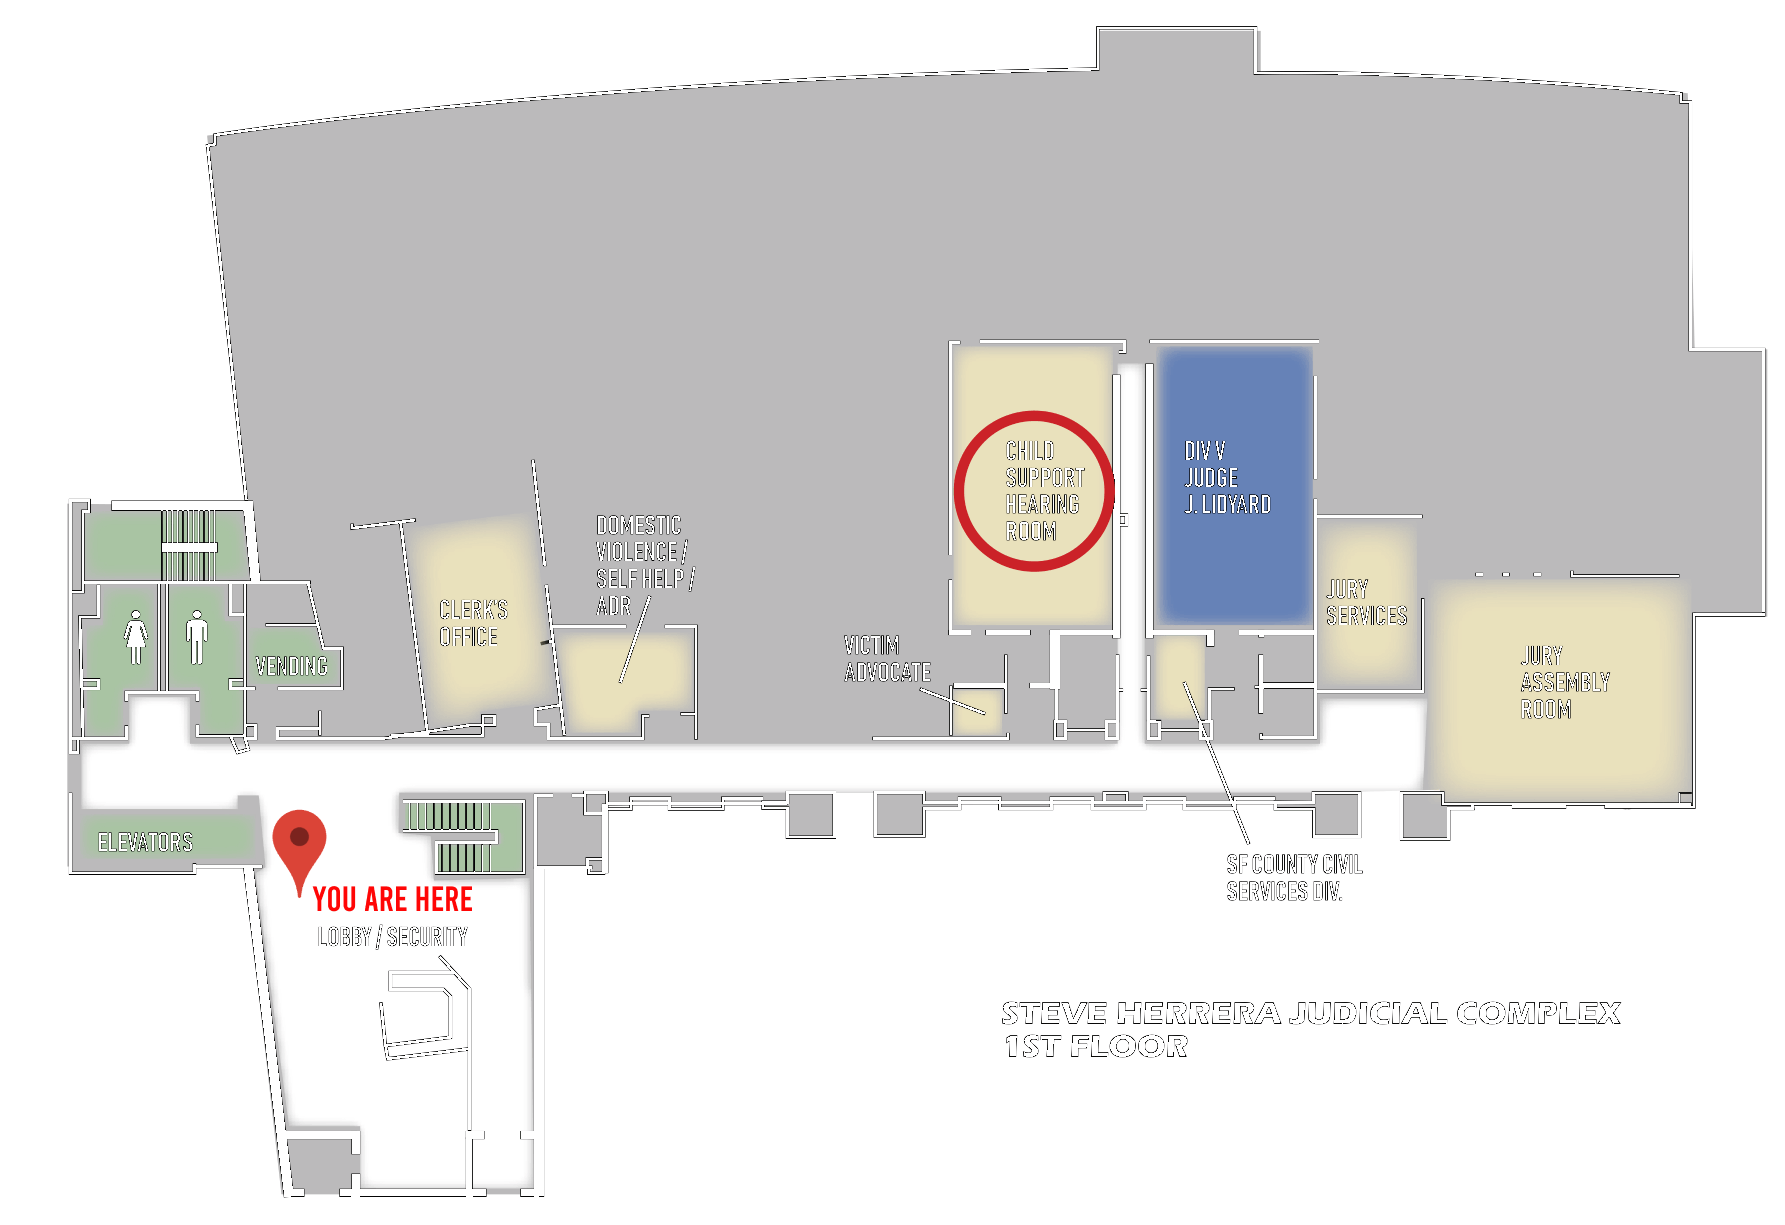 CHILD
SUPPORT
HEARING
ROOM
DIV V
JUDGE
J. LIDYARD
DOMESTIC
VIOLENCE /
SELF HELP /
ADR
CLERK'S
OFFICE
JURY
SERVICES
VICTIM
ADVOCATE
VENDING
JURY
ASSEMBLY
ROOM
ELEVATORS
SF COUNTY CIVIL
SERVICES DIV.
YOU ARE HERE
LOBBY / SECURITY
STEVE HERRERA JUDICIAL COMPLEX
1ST FLOOR